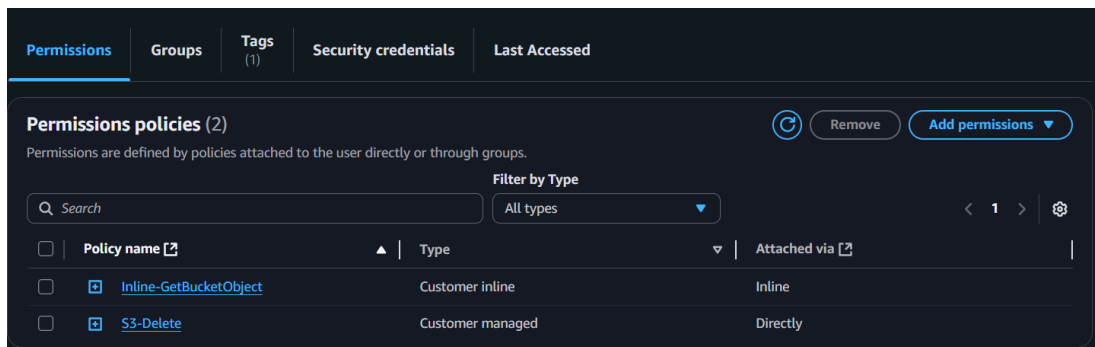 Permissions
Groups
Tags
(1)
Security credentials
Last Accessed
Permissions policies (2)
Remove
Add permissions
Permissions are defined by policies attached to the user directly or through groups.
Filter by Type
Search
All types
1
Policy name
Type
Attached via
Inline-GetBucketObject
Customer inline
Inline
S3-Delete
Customer managed
Directly